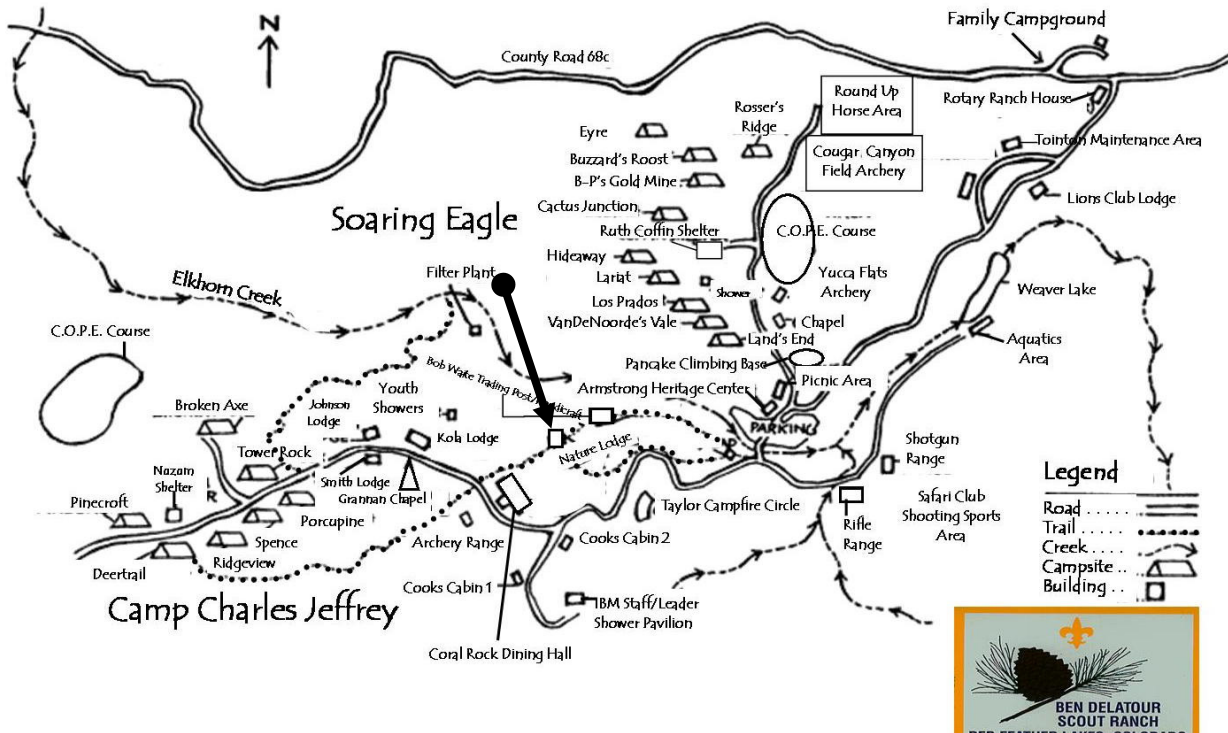 Family Campground
N
County Road 68c
Round Up
Horse Area
Rotary Ranch House
Rosser's
Ridge
Eyre
Tointon Maintenance Area
Buzzard's Roost
Cougar Canyon
Field Archery
B-P's Gold Mine
Lions Club Lodge
Cactus Junction
Soaring Eagle
Ruth Coffin Shelter
C.O.P.E. Course
Hideaway
Filter Plant
Lariat
Shower
Yucca Flats
Archery
Elkhorn Creek
Weaver Lake
Los Prados
VanDeNoorde's Vale
Chapel
C.O.P.E. Course
Land's End
Aquatics
Area
Pancake Climbing Base
Bob Waite Trading Post/
Armstrong Heritage Center
Picnic Area
Youth
Showers
Broken Axe
Johnson
Lodge
PARKING
Kola Lodge
Nature Lodge
Tower Rock
Shotgun
Range
Legend
Nazam
Shelter
Smith Lodge
Grannan Chapel
Road . . . . .
Pinecroft
Porcupine
Taylor Campfire Circle
Safari Club
Shooting Sports
Area
Trail . . . . . .
Rifle
Range
Creek . . . .
Spence
Archery Range
Cooks Cabin 2
Campsite . .
Ridgeview
Deertrail
Building . .
Cooks Cabin 1
Camp Charles Jeffrey
IBM Staff/Leader
Shower Pavilion
Coral Rock Dining Hall
BEN DELATOUR
SCOUT RANCH
RED FEATHER LAKES, COLORADO